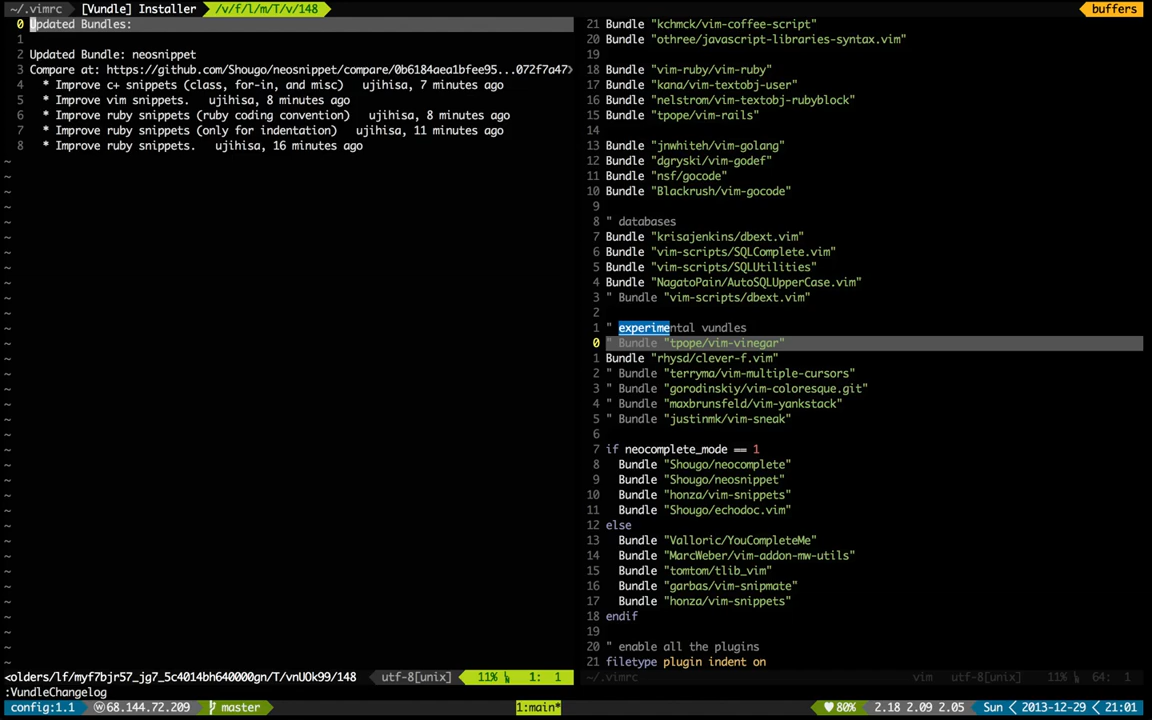 ~/.vimrc [Vundle] Installer /v/f/l/m/T/v/148 buffers
0 Updated Bundles:
1
2 Updated Bundle: neosnippet
3 Compare at: https://github.com/Shougo/neosnippet/compare/0b6184aea1bfee95...072f7a47>
4 * Improve c+ snippets (class, for-in, and misc) ujihisa, 7 minutes ago
5 * Improve vim snippets. ujihisa, 8 minutes ago
6 * Improve ruby snippets (ruby coding convention) ujihisa, 8 minutes ago
7 * Improve ruby snippets (only for indentation) ujihisa, 11 minutes ago
8 * Improve ruby snippets. ujihisa, 16 minutes ago
21 Bundle "kchmck/vim-coffee-script"
20 Bundle "othree/javascript-libraries-syntax.vim"
19
18 Bundle "vim-ruby/vim-ruby"
17 Bundle "kana/vim-textobj-user"
16 Bundle "nelstrom/vim-textobj-rubyblock"
15 Bundle "tpope/vim-rails"
14
13 Bundle "jnwhiteh/vim-golang"
12 Bundle "dgryski/vim-godef"
11 Bundle "nsf/gocode"
10 Bundle "Blackrush/vim-gocode"
9
8 " databases
7 Bundle "krisajenkins/dbext.vim"
6 Bundle "vim-scripts/SQLComplete.vim"
5 Bundle "vim-scripts/SQLUtilities"
4 Bundle "NagatoPain/AutoSQLUpperCase.vim"
3 " Bundle "vim-scripts/dbext.vim"
2
1 " experimental vundles
0 " Bundle "tpope/vim-vinegar"
1 Bundle "rhysd/clever-f.vim"
2 " Bundle "terryma/vim-multiple-cursors"
3 " Bundle "gorodinskiy/vim-coloresque.git"
4 " Bundle "maxbrunsfeld/vim-yankstack"
5 " Bundle "justinmk/vim-sneak"
6
7 if neocomplete_mode == 1
8 Bundle "Shougo/neocomplete"
9 Bundle "Shougo/neosnippet"
10 Bundle "honza/vim-snippets"
11 Bundle "Shougo/echodoc.vim"
12 else
13 Bundle "Valloric/YouCompleteMe"
14 Bundle "MarcWeber/vim-addon-mw-utils"
15 Bundle "tomtom/tlib_vim"
16 Bundle "garbas/vim-snipmate"
17 Bundle "honza/vim-snippets"
18 endif
19
20 " enable all the plugins
21 filetype plugin indent on
<olders/lf/myf7bjr57_jg7_5c4014bh640000gn/T/vnUOk99/148 utf-8[unix] 11% 1: 1 ~/.vimrc vim utf-8[unix] 11% 64: 1
:VundleChangelog
config:1.1 68.144.72.209 master 1:main* 80% 2.18 2.09 2.05 Sun < 2013-12-29 < 21:01